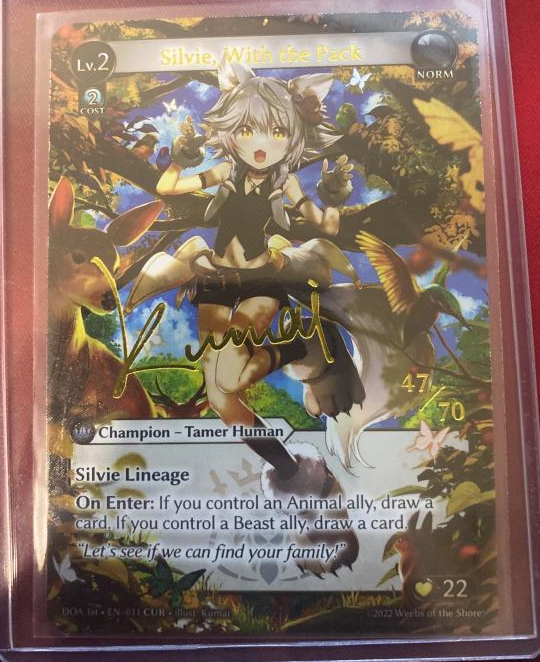 Lv.2
Silvie, With the Pack
NORM
2
COST
Kumai
47/70
Champion – Tamer Human
Silvie Lineage
On Enter: If you control an Animal ally, draw a
card. If you control a Beast ally, draw a card.
“Let's see if we can find your family!”
22
DOA 1st • EN-011 CUR • illust. Kumai
2022 Weebs of the Shore